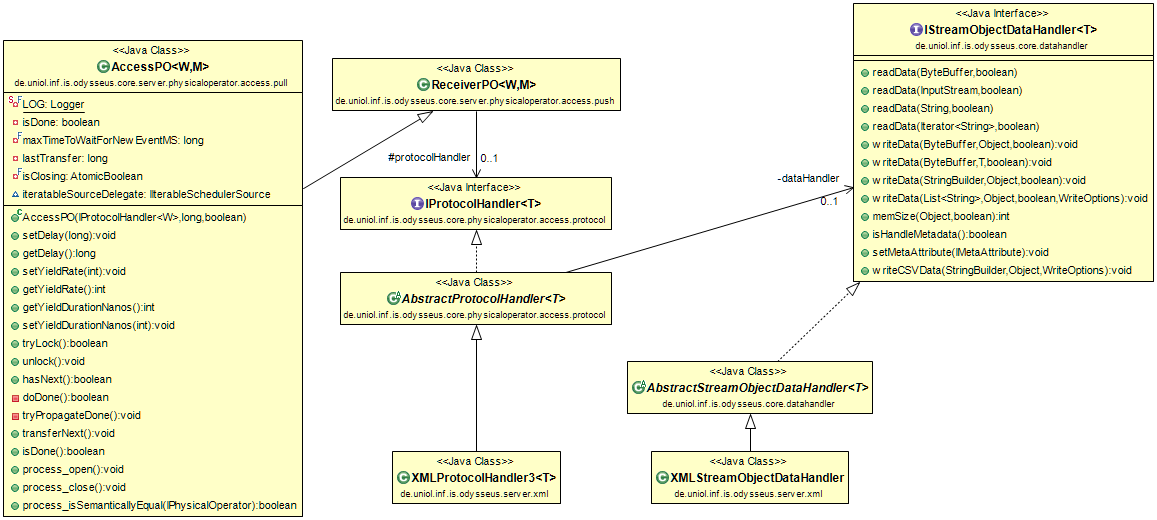 <<Java Class>>
AccessPO<W,M>
de.uniol.inf.is.odysseus.core.server.physicaloperator.access.pull
LOG: Logger
isDone: boolean
maxTimeToWaitForNewEventMS: long
lastTransfer: long
isClosing: AtomicBoolean
iteratableSourceDelegate: IIterableSchedulerSource
AccessPO(IProtocolHandler<W>,long,boolean)
setDelay(long):void
getDelay():long
setYieldRate(int):void
getYieldRate():int
getYieldDurationNanos():int
setYieldDurationNanos(int):void
tryLock():boolean
unlock():void
hasNext():boolean
doDone():boolean
tryPropagateDone():void
transferNext():void
isDone():boolean
process_open():void
process_close():void
process_isSemanticallyEqual(IPhysicalOperator):boolean
<<Java Class>>
ReceiverPO<W,M>
de.uniol.inf.is.odysseus.core.server.physicaloperator.access.push
#protocolHandler
0..1
<<Java Interface>>
IProtocolHandler<T>
de.uniol.inf.is.odysseus.core.physicaloperator.access.protocol
<<Java Class>>
AbstractProtocolHandler<T>
de.uniol.inf.is.odysseus.core.physicaloperator.access.protocol
<<Java Class>>
XMLProtocolHandler3<T>
de.uniol.inf.is.odysseus.server.xml
-dataHandler
0..1
<<Java Interface>>
IStreamObjectDataHandler<T>
de.uniol.inf.is.odysseus.core.datahandler
readData(ByteBuffer,boolean)
readData(InputStream,boolean)
readData(String,boolean)
readData(Iterator<String>,boolean)
writeData(ByteBuffer,Object,boolean):void
writeData(ByteBuffer,T,boolean):void
writeData(StringBuilder,Object,boolean):void
writeData(List<String>,Object,boolean,WriteOptions):void
memSize(Object,boolean):int
isHandleMetadata():boolean
setMetaAttribute(IMetaAttribute):void
writeCSVData(StringBuilder,Object,WriteOptions):void
<<Java Class>>
AbstractStreamObjectDataHandler<T>
de.uniol.inf.is.odysseus.core.datahandler
<<Java Class>>
XMLStreamObjectDataHandler
de.uniol.inf.is.odysseus.server.xml